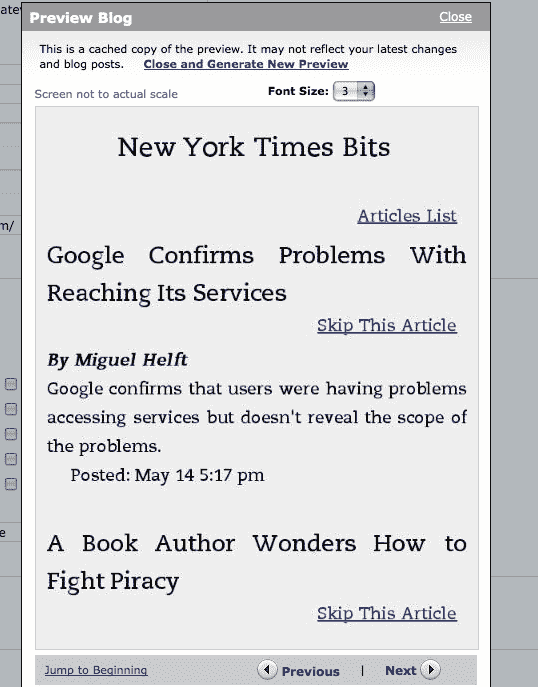 Preview Blog
Close
This is a cached copy of the preview. It may not reflect your latest changes
and blog posts. Close and Generate New Preview
Screen not to actual scale
Font Size: 3
New York Times Bits
Articles List
Google Confirms Problems With
Reaching Its Services
Skip This Article
By Miguel Helft
Google confirms that users were having problems
accessing services but doesn't reveal the scope of
the problems.
Posted: May 14 5:17 pm
A Book Author Wonders How to
Fight Piracy
Skip This Article
Jump to Beginning
Previous | Next